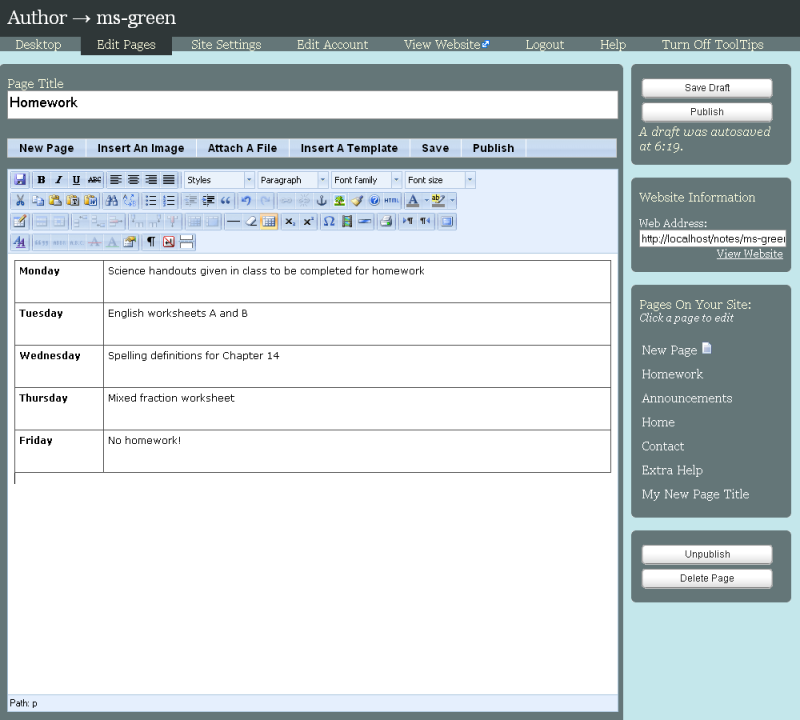 Author → ms-green
Desktop Edit Pages Site Settings Edit Account View Website Logout Help Turn Off ToolTips
Page Title
Homework
New Page Insert An Image Attach A File Insert A Template Save Publish
B I U ABC Styles Paragraph Font family Font size
HTML A ab
Monday Science handouts given in class to be completed for homework
Tuesday English worksheets A and B
Wednesday Spelling definitions for Chapter 14
Thursday Mixed fraction worksheet
Friday No homework!
Path: p
Save Draft
Publish
A draft was autosaved
at 6:19.
Website Information
Web Address:
http://localhost/notes/ms-gree
View Website
Pages On Your Site:
Click a page to edit
New Page
Homework
Announcements
Home
Contact
Extra Help
My New Page Title
Unpublish
Delete Page